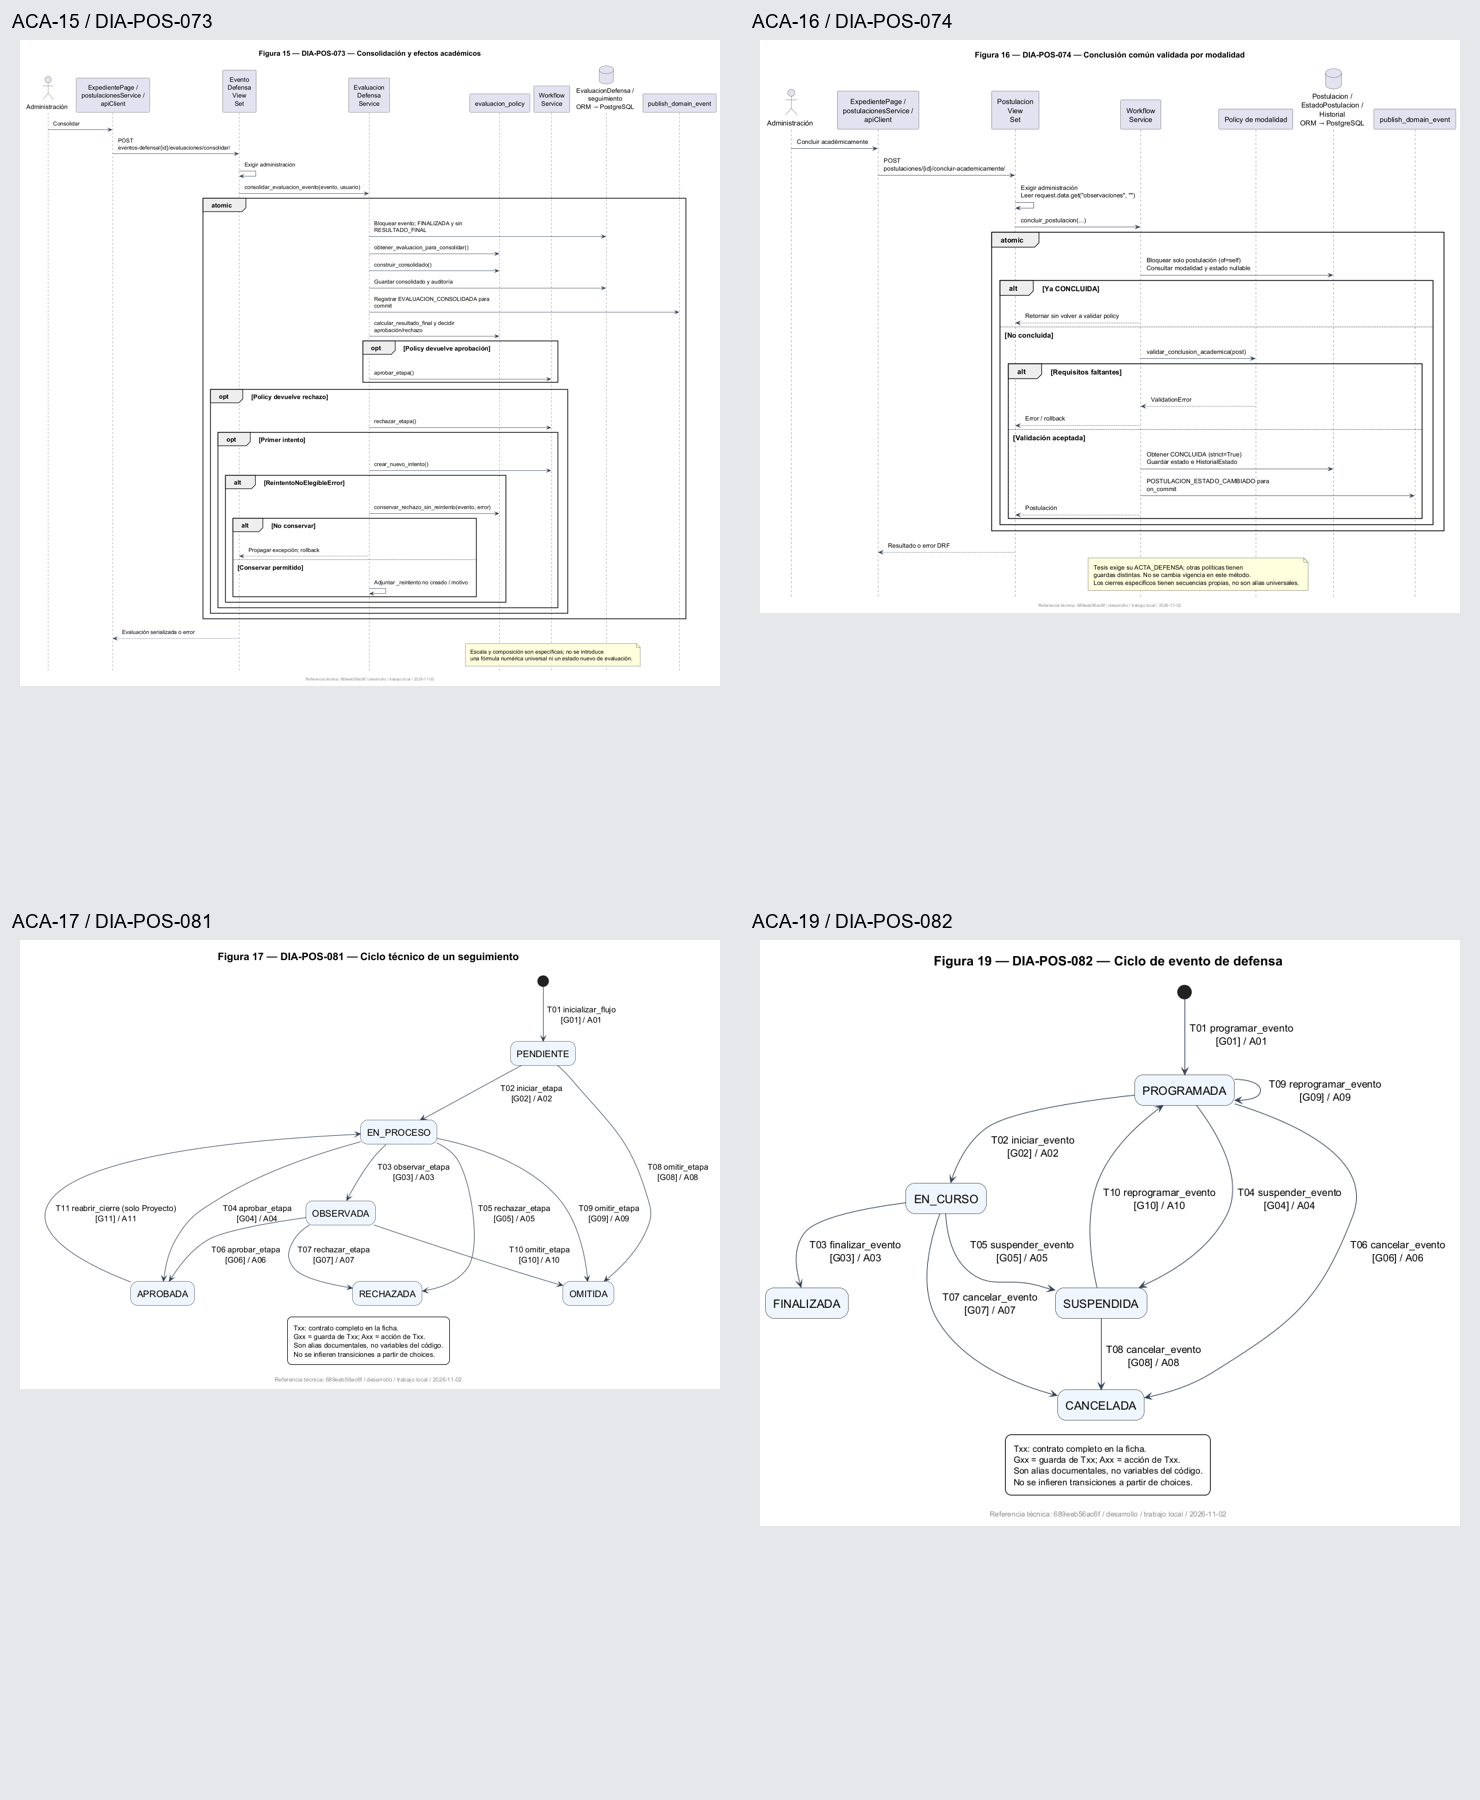 ACA-15 / DIA-POS-073
Figura 15 — DIA-POS-073 — Consolidación y efectos académicos
Administración
ExpedientePage /
postulacionesService /
apiClient
Evento
Defensa
View
Set
Evaluacion
Defensa
Service
evaluacion_policy
Workflow
Service
EvaluacionDefensa /
seguimiento
ORM → PostgreSQL
publish_domain_event
Consolidar
POST
eventos-defensa/{id}/evaluaciones/consolidar/
Exigir administración
consolidar_evaluacion_evento(evento, usuario)
atomic
Bloquear evento; FINALIZADA y sin
RESULTADO_FINAL
obtener_evaluacion_para_consolidar()
construir_consolidado()
Guardar consolidado y auditoría
Registrar EVALUACION_CONSOLIDADA para
commit
calcular_resultado_final y decidir
aprobación/rechazo
opt [Policy devuelve aprobación]
aprobar_etapa()
opt [Policy devuelve rechazo]
rechazar_etapa()
opt [Primer intento]
crear_nuevo_intento()
alt [ReintentoNoElegibleError]
conservar_rechazo_sin_reintento(evento, error)
alt [No conservar]
Propagar excepción; rollback
[Conservar permitido]
Adjuntar _reintento no creado / motivo
Evaluación serializada o error
Escala y composición son específicas; no se introduce
una fórmula numérica universal ni un estado nuevo de evaluación.
Referencia técnica: 689eeb56ac6f / desarrollo / trabajo local / 2026-11-02
ACA-16 / DIA-POS-074
Figura 16 — DIA-POS-074 — Conclusión común validada por modalidad
Administración
ExpedientePage /
postulacionesService /
apiClient
Postulacion
View
Set
Workflow
Service
Policy de modalidad
Postulacion /
EstadoPostulacion /
Historial
ORM → PostgreSQL
publish_domain_event
Concluir académicamente
POST
postulaciones/{id}/concluir-academicamente/
Exigir administración
Leer request.data.get("observaciones", "")
concluir_postulacion(...)
atomic
Bloquear solo postulación (of=self)
Consultar modalidad y estado nullable
alt [Ya CONCLUIDA]
Retornar sin volver a validar policy
[No concluida]
validar_conclusion_academica(post)
alt [Requisitos faltantes]
ValidationError
Error / rollback
[Validación aceptada]
Obtener CONCLUIDA (strict=True)
Guardar estado e HistorialEstado
POSTULACION_ESTADO_CAMBIADO para
on_commit
Postulación
Resultado o error DRF
Tesis exige su ACTA_DEFENSA; otras políticas tienen
guardas distintas. No se cambia vigencia en este método.
Los cierres específicos tienen secuencias propias, no son alias universales.
Referencia técnica: 689eeb56ac6f / desarrollo / trabajo local / 2026-11-02
ACA-17 / DIA-POS-081
Figura 17 — DIA-POS-081 — Ciclo técnico de un seguimiento
T01 inicializar_flujo
[G01] / A01
PENDIENTE
T02 iniciar_etapa
[G02] / A02
EN_PROCESO
T03 observar_etapa
[G03] / A03
T08 omitir_etapa
[G08] / A08
T11 reabrir_cierre (solo Proyecto)
[G11] / A11
T04 aprobar_etapa
[G04] / A04
OBSERVADA
T05 rechazar_etapa
[G05] / A05
T09 omitir_etapa
[G09] / A09
T06 aprobar_etapa
[G06] / A06
T07 rechazar_etapa
[G07] / A07
T10 omitir_etapa
[G10] / A10
APROBADA
RECHAZADA
OMITIDA
Txx: contrato completo en la ficha.
Gxx = guarda de Txx; Axx = acción de Txx.
Son alias documentales, no variables del código.
No se infieren transiciones a partir de choices.
Referencia técnica: 689eeb56ac6f / desarrollo / trabajo local / 2026-11-02
ACA-19 / DIA-POS-082
Figura 19 — DIA-POS-082 — Ciclo de evento de defensa
T01 programar_evento
[G01] / A01
PROGRAMADA
T09 reprogramar_evento
[G09] / A09
T02 iniciar_evento
[G02] / A02
EN_CURSO
T10 reprogramar_evento
[G10] / A10
T04 suspender_evento
[G04] / A04
T03 finalizar_evento
[G03] / A03
T05 suspender_evento
[G05] / A05
T06 cancelar_evento
[G06] / A06
FINALIZADA
T07 cancelar_evento
[G07] / A07
SUSPENDIDA
T08 cancelar_evento
[G08] / A08
CANCELADA
Txx: contrato completo en la ficha.
Gxx = guarda de Txx; Axx = acción de Txx.
Son alias documentales, no variables del código.
No se infieren transiciones a partir de choices.
Referencia técnica: 689eeb56ac6f / desarrollo / trabajo local / 2026-11-02